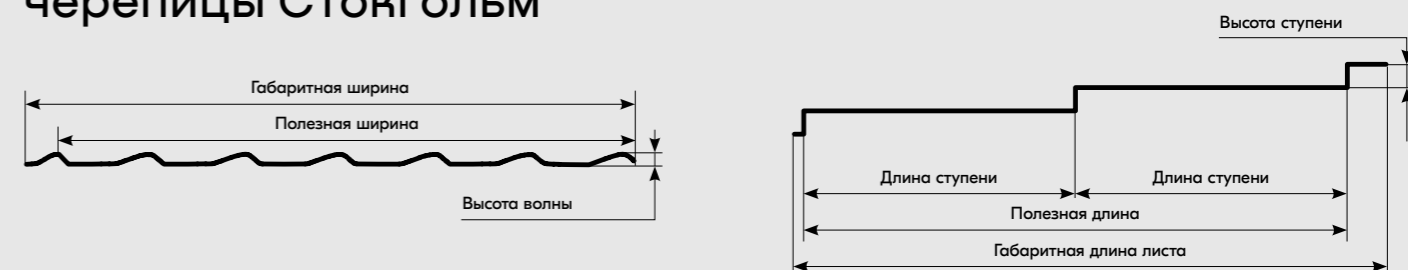 черепицы Стокгольм
Габаритная ширина
Полезная ширина
Высота волны
Высота ступени
Длина ступени
Длина ступени
Полезная длина
Габаритная длина листа